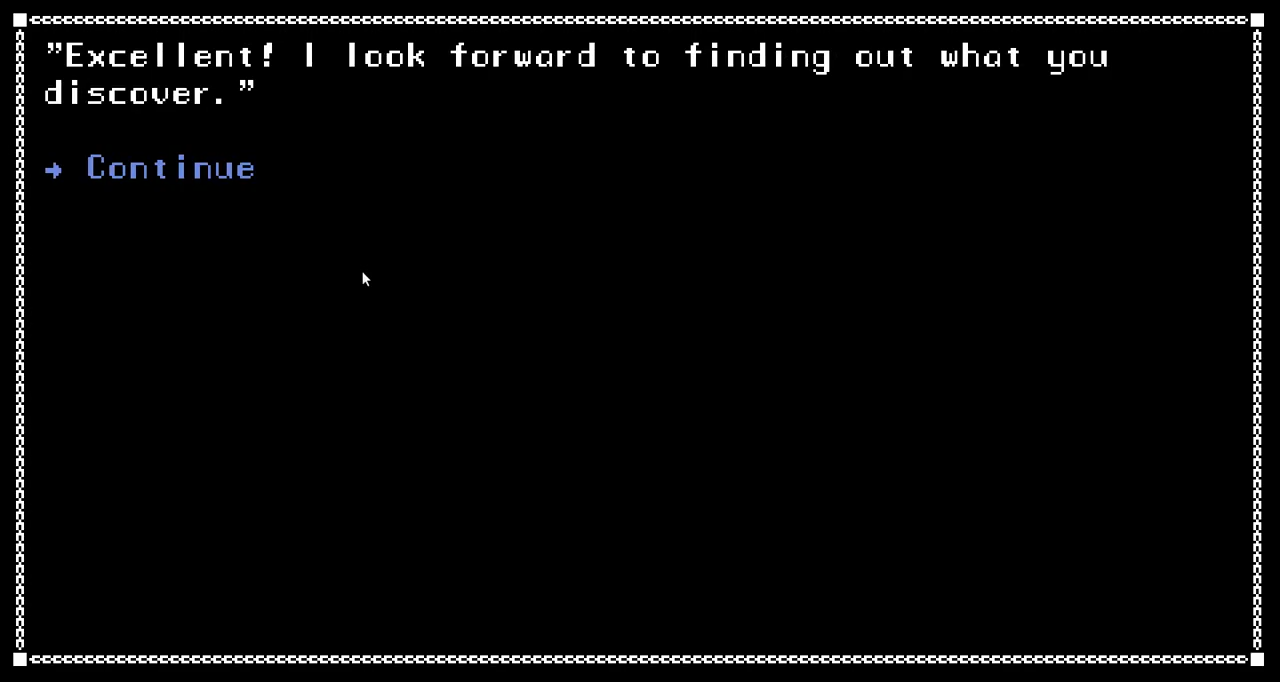 "Excellent! I look forward to finding out what you
discover."
→ Continue